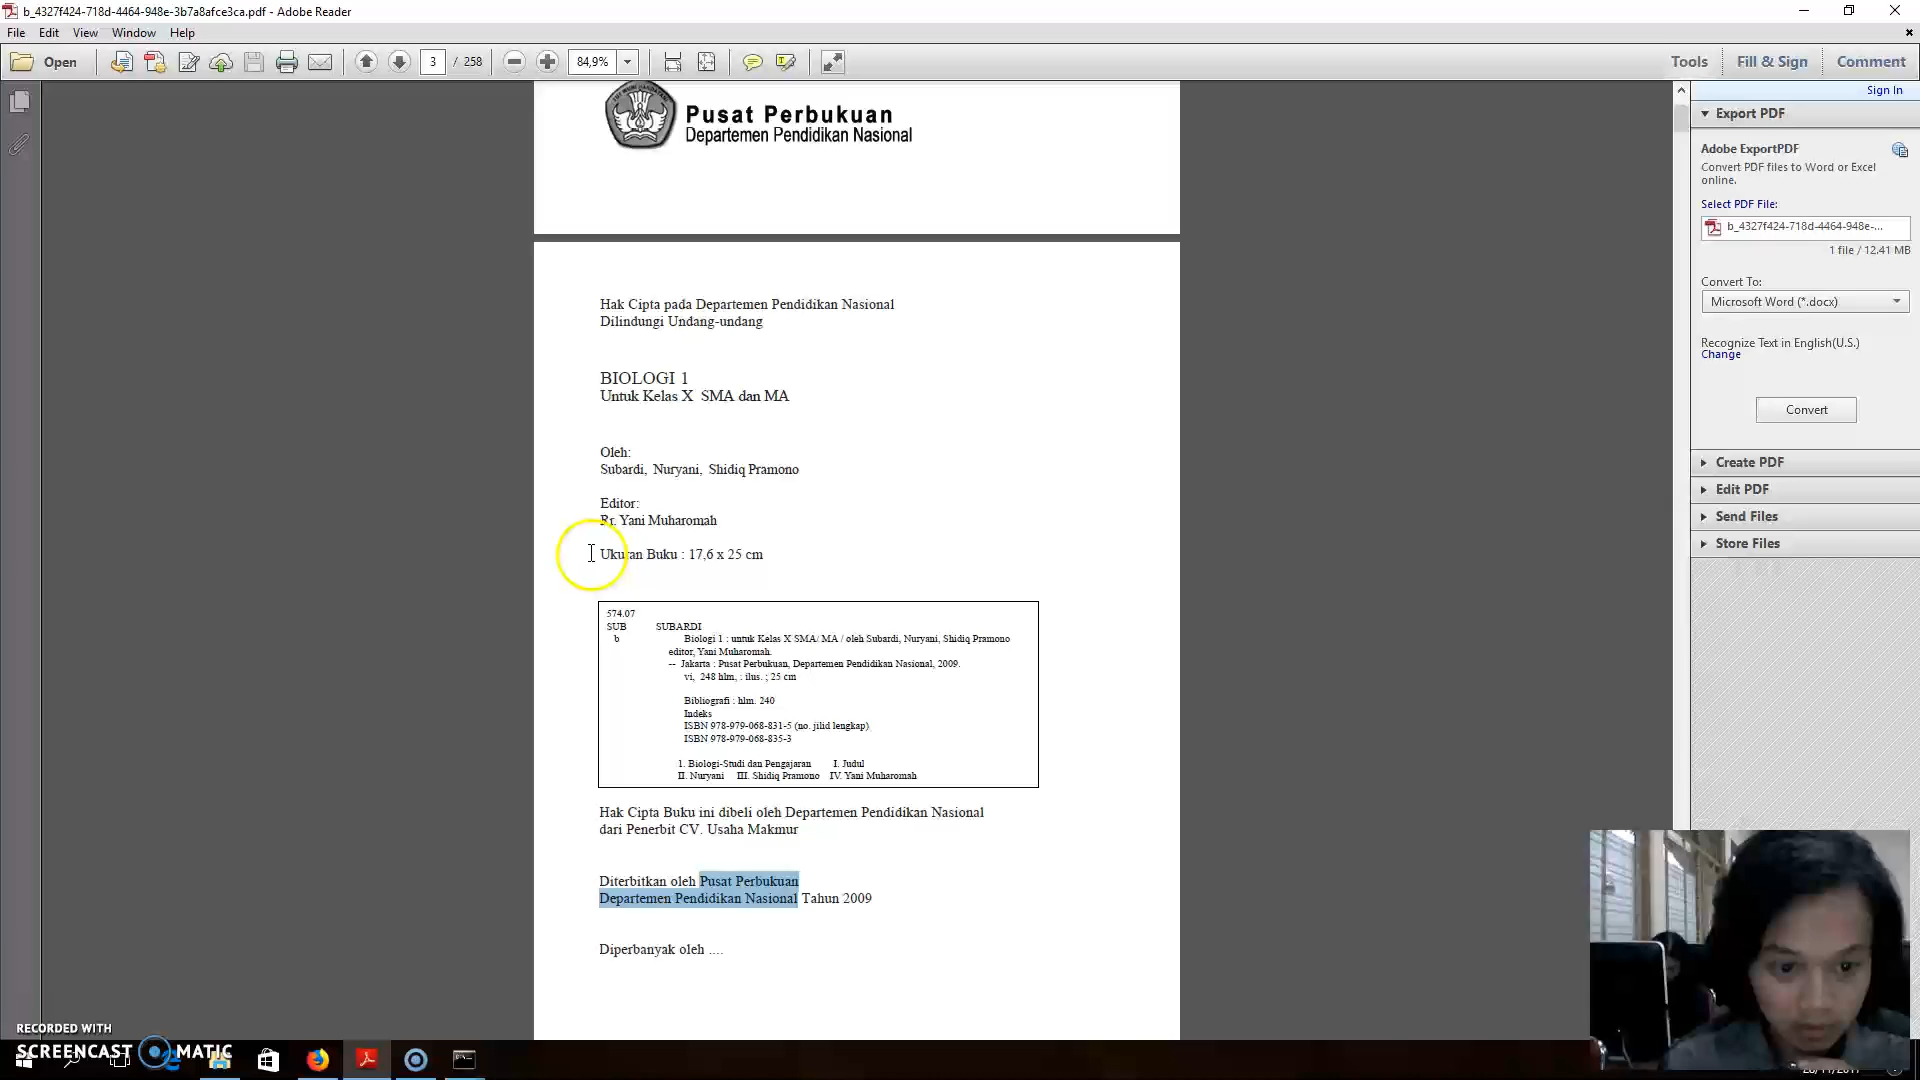 b_4327f424-718d-4464-948e-3b7a8afce3ca.pdf - Adobe Reader
File Edit View Window Help
Open 3 / 258 84,9% Tools Fill & Sign Comment
Sign In
Pusat Perbukuan
Departemen Pendidikan Nasional
Hak Cipta pada Departemen Pendidikan Nasional
Dilindungi Undang-undang
BIOLOGI 1
Untuk Kelas X SMA dan MA
Oleh:
Subardi, Nuryani, Shidiq Pramono
Editor:
Rr. Yani Muharomah
Ukuran Buku : 17,6 x 25 cm
574.07
SUB SUBARDI
b Biologi 1 : untuk Kelas X SMA/ MA / oleh Subardi, Nuryani, Shidiq Pramono
editor, Yani Muharomah.
-- Jakarta : Pusat Perbukuan, Departemen Pendidikan Nasional, 2009.
vi, 248 hlm, : ilus. ; 25 cm
Bibliografi : hlm. 240
Indeks
ISBN 978-979-068-831-5 (no. jilid lengkap)
ISBN 978-979-068-835-3
1. Biologi-Studi dan Pengajaran I. Judul
II. Nuryani III. Shidiq Pramono IV. Yani Muharomah
Hak Cipta Buku ini dibeli oleh Departemen Pendidikan Nasional
dari Penerbit CV. Usaha Makmur
Diterbitkan oleh Pusat Perbukuan
Departemen Pendidikan Nasional Tahun 2009
Diperbanyak oleh ....
Export PDF
Adobe ExportPDF
Convert PDF files to Word or Excel
online.
Select PDF File:
b_4327f424-718d-4464-948e-...
1 file / 12,41 MB
Convert To:
Microsoft Word (*.docx)
Recognize Text in English(U.S.)
Change
Convert
Create PDF
Edit PDF
Send Files
Store Files
RECORDED WITH
SCREENCAST MATIC